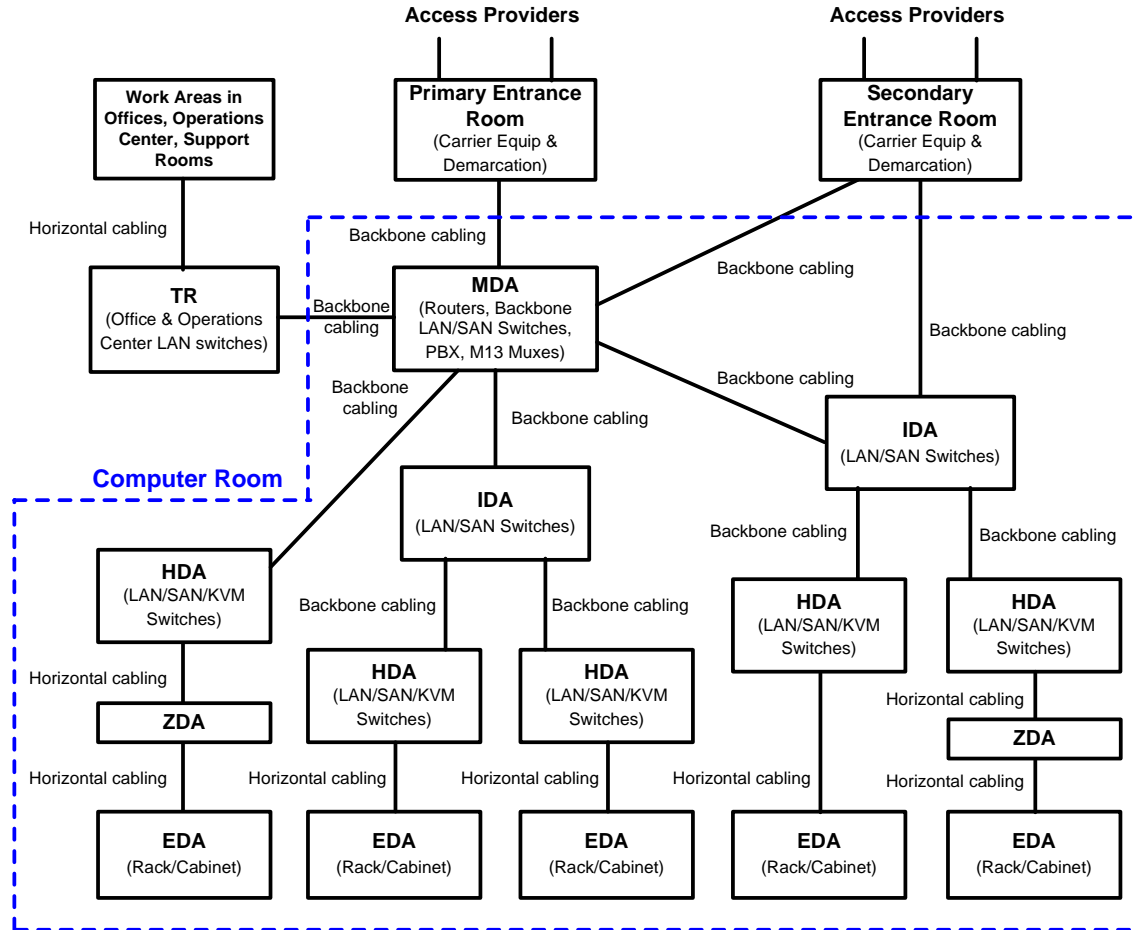 Access Providers
Access Providers
Work Areas in
Offices, Operations
Center, Support
Rooms
Primary Entrance
Room
(Carrier Equip &
Demarcation)
Secondary
Entrance Room
(Carrier Equip &
Demarcation)
Horizontal cabling
Backbone cabling
Backbone cabling
Backbone cabling
TR
(Office & Operations
Center LAN switches)
Backbone
cabling
MDA
(Routers, Backbone
LAN/SAN Switches,
PBX, M13 Muxes)
Backbone
cabling
Backbone cabling
Backbone cabling
IDA
(LAN/SAN Switches)
Computer Room
IDA
(LAN/SAN Switches)
Backbone cabling
Backbone cabling
HDA
(LAN/SAN/KVM
Switches)
Backbone cabling
Backbone cabling
HDA
(LAN/SAN/KVM
Switches)
HDA
(LAN/SAN/KVM
Switches)
Horizontal cabling
HDA
(LAN/SAN/KVM
Switches)
HDA
(LAN/SAN/KVM
Switches)
Horizontal cabling
ZDA
ZDA
Horizontal cabling
Horizontal cabling
Horizontal cabling
Horizontal cabling
Horizontal cabling
EDA
(Rack/Cabinet)
EDA
(Rack/Cabinet)
EDA
(Rack/Cabinet)
EDA
(Rack/Cabinet)
EDA
(Rack/Cabinet)